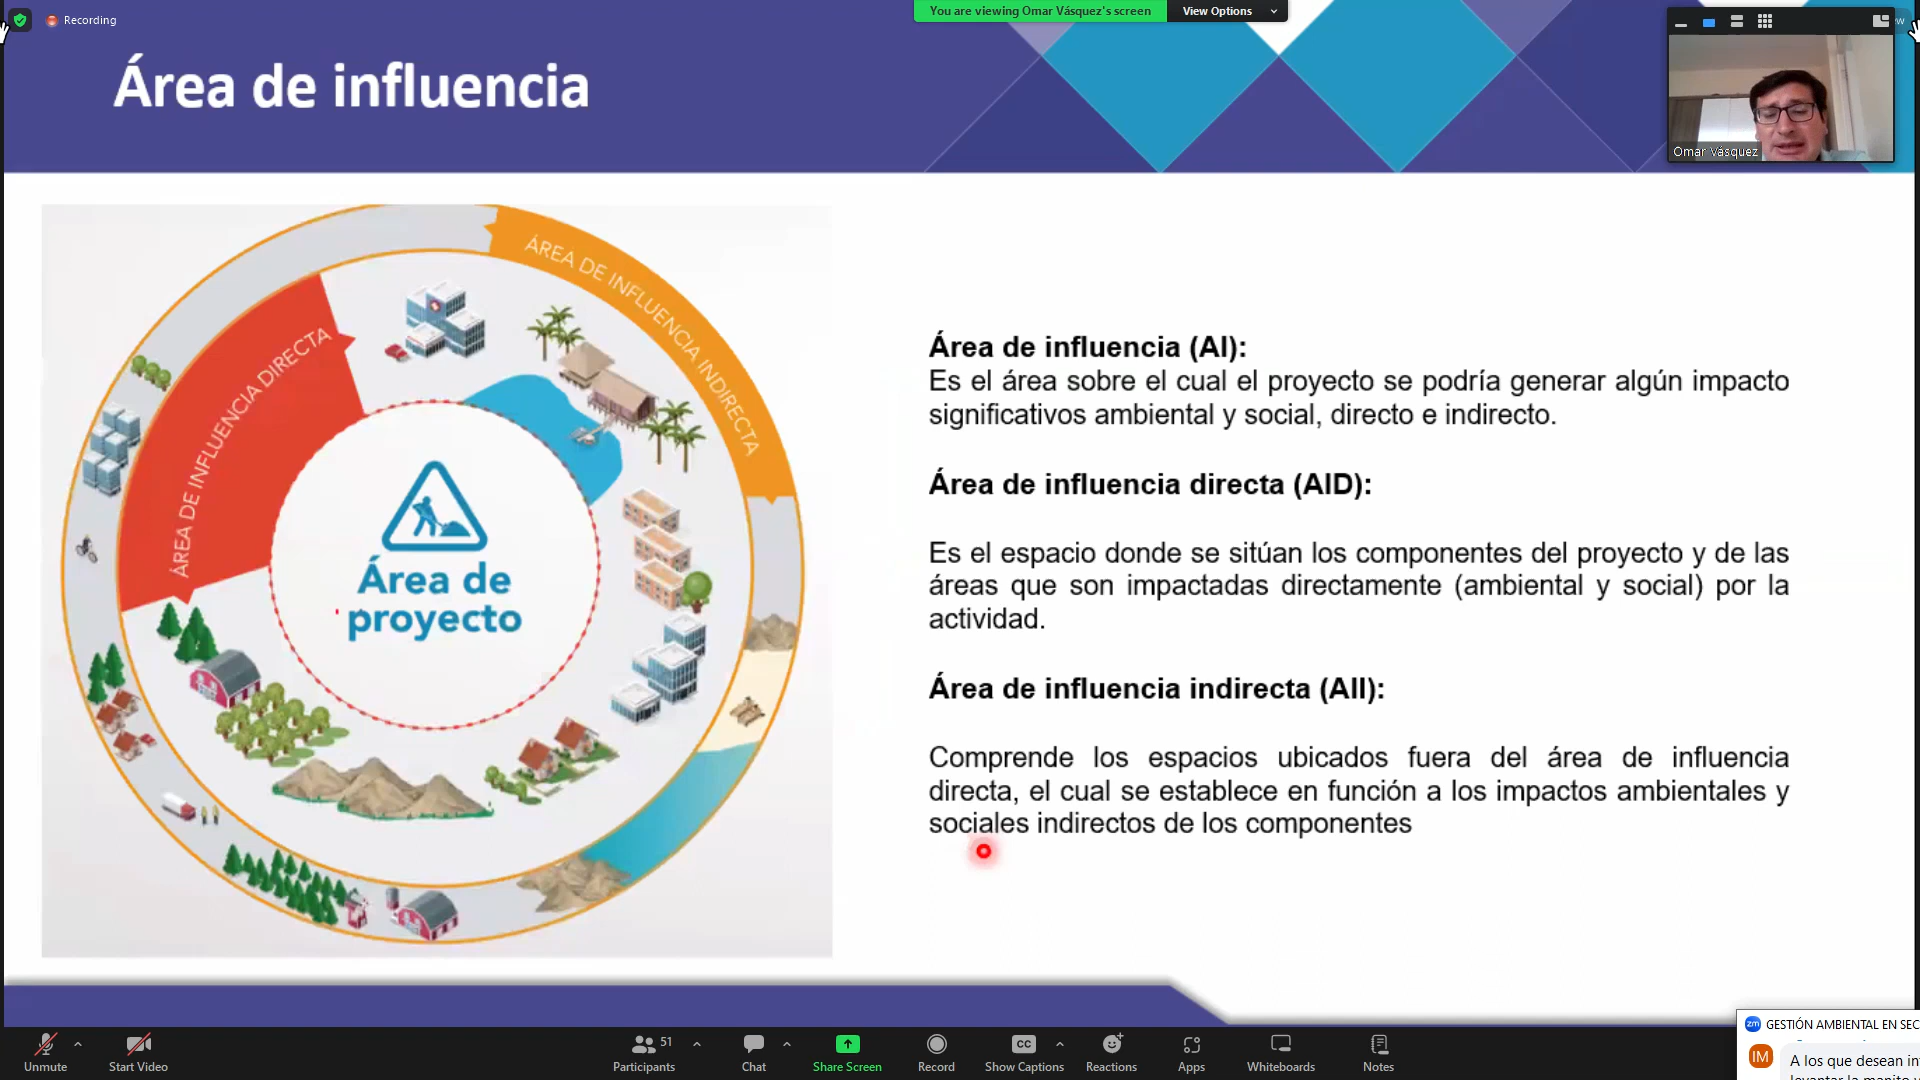 Recording
You are viewing Omar Vásquez's screen
View Options
Área de influencia
Omar Vásquez
ÁREA DE INFLUENCIA INDIRECTA
ÁREA DE INFLUENCIA DIRECTA
Área de
proyecto
Área de influencia (AI):
Es el área sobre el cual el proyecto se podría generar algún impacto
significativos ambiental y social, directo e indirecto.
Área de influencia directa (AID):
Es el espacio donde se sitúan los componentes del proyecto y de las
áreas que son impactadas directamente (ambiental y social) por la
actividad.
Área de influencia indirecta (AII):
Comprende los espacios ubicados fuera del área de influencia
directa, el cual se establece en función a los impactos ambientales y
sociales indirectos de los componentes
zm GESTIÓN AMBIENTAL EN SEC
IM A los que desean in
levantar la manito
Unmute
Start Video
Participants 51
Chat
Share Screen
Record
CC
Show Captions
Reactions
Apps
Whiteboards
Notes